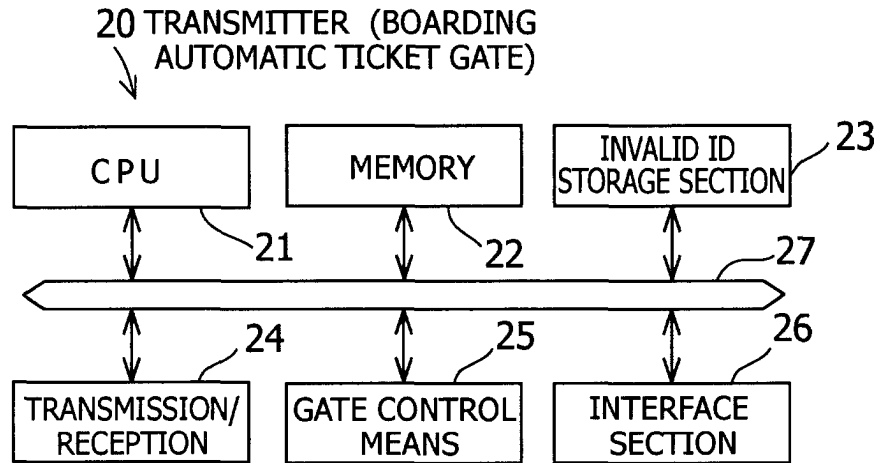 20 TRANSMITTER (BOARDING
AUTOMATIC TICKET GATE)
CPU
MEMORY
INVALID ID
STORAGE SECTION
23
21
22
27
24
25
26
TRANSMISSION/
RECEPTION
GATE CONTROL
MEANS
INTERFACE
SECTION